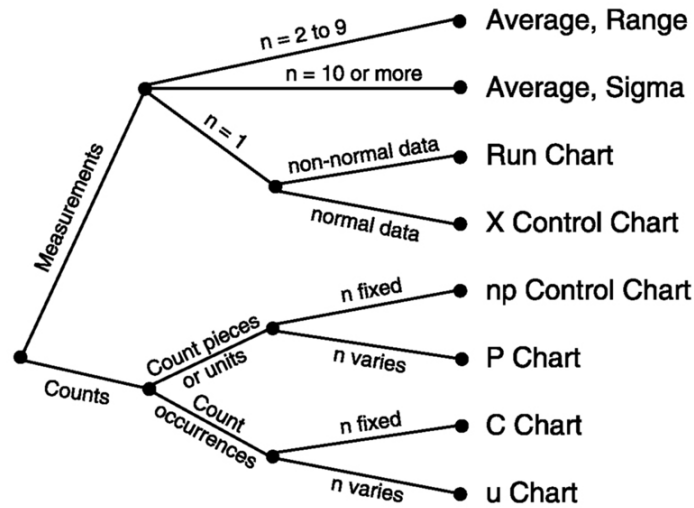 n = 2 to 9
Average, Range
n = 10 or more
Average, Sigma
Measurements
n = 1
non-normal data
Run Chart
normal data
X Control Chart
Counts
Count pieces
or units
n fixed
np Control Chart
n varies
P Chart
Count
occurrences
n fixed
C Chart
n varies
u Chart